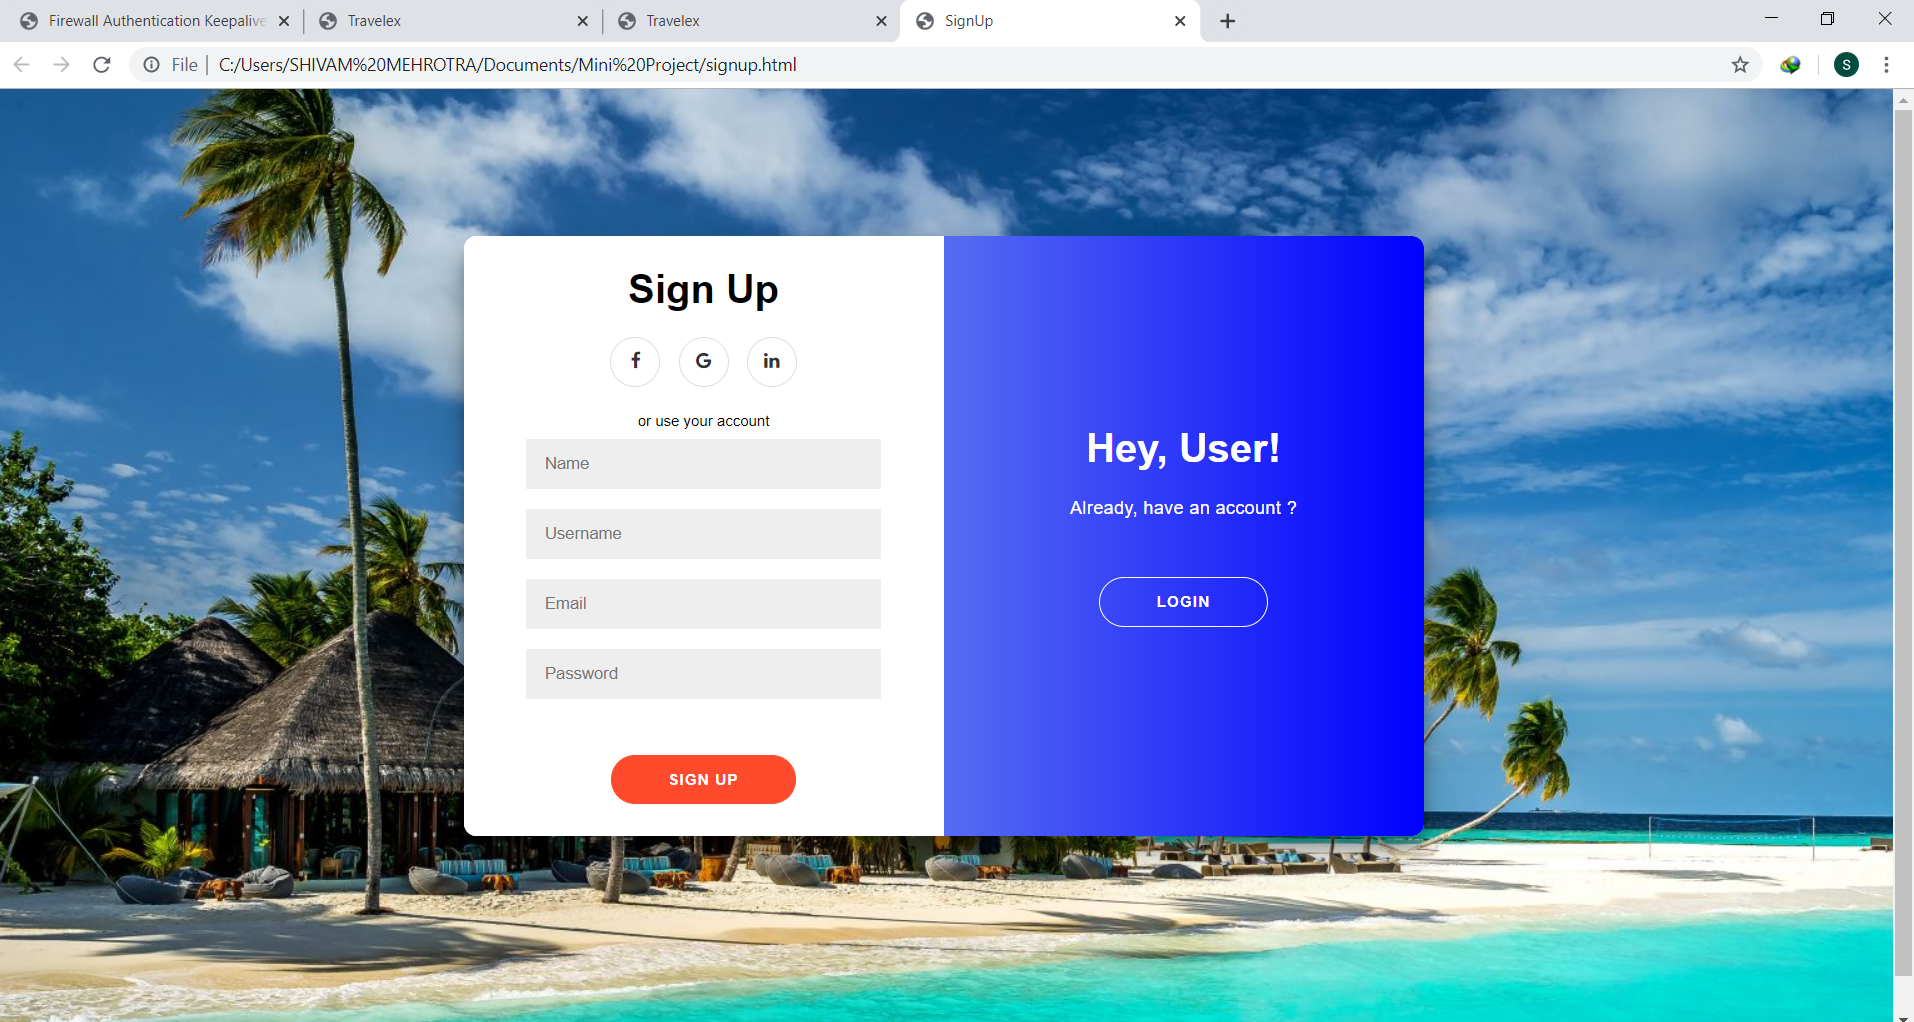 Firewall Authentication Keepalive
Travelex
Travelex
SignUp
File | C:/Users/SHIVAM%20MEHROTRA/Documents/Mini%20Project/signup.html
S
Sign Up
f
G
in
or use your account
Name
Username
Email
Password
SIGN UP
Hey, User!
Already, have an account ?
LOGIN